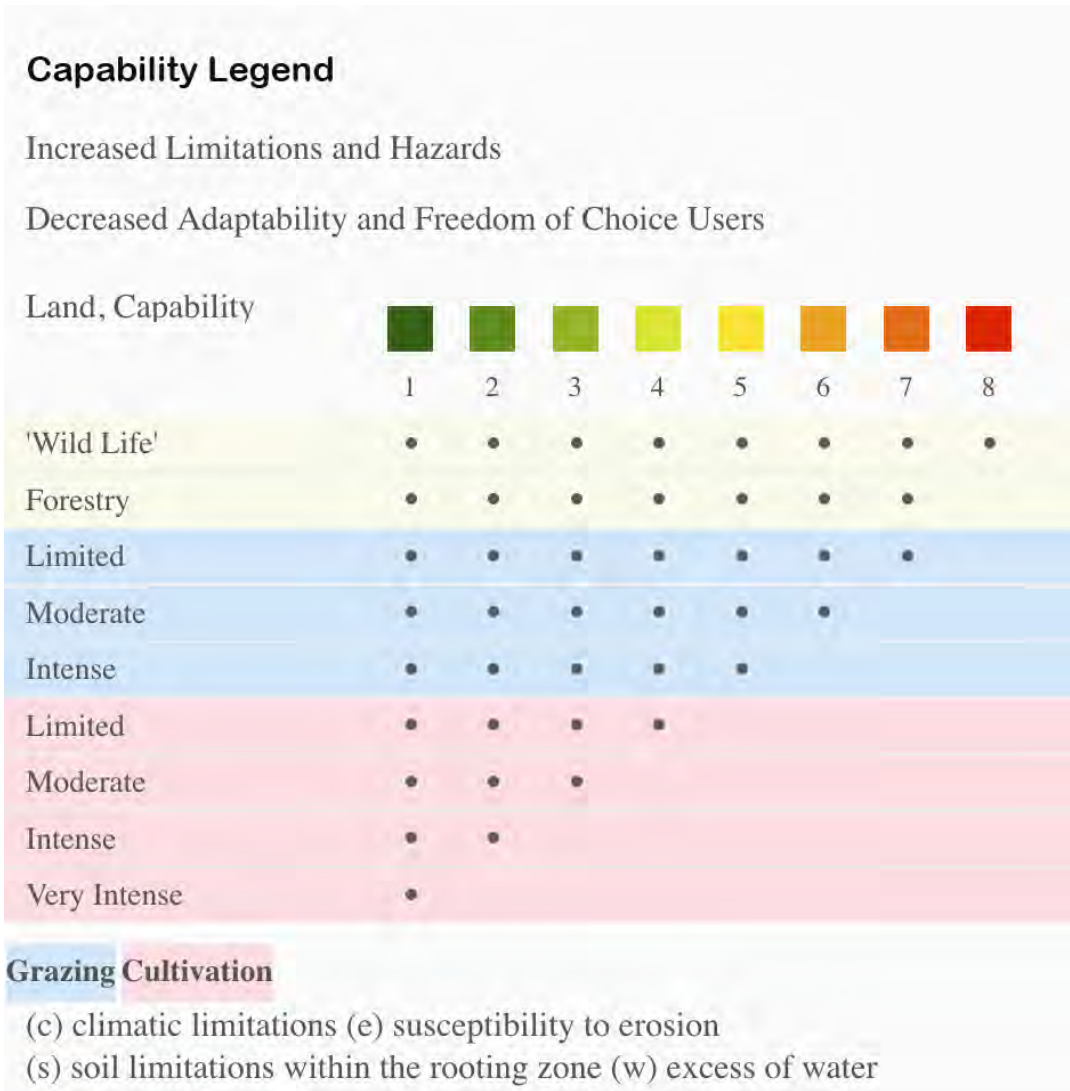 Capability Legend
Increased Limitations and Hazards
Decreased Adaptability and Freedom of Choice Users
Land, Capability
1 2 3 4 5 6 7 8
'Wild Life' • • • • • • • •
Forestry • • • • • • •
Limited • • • • • • •
Moderate • • • • • •
Intense • • • • •
Limited • • • •
Moderate • • •
Intense • •
Very Intense •
Grazing Cultivation
(c) climatic limitations (e) susceptibility to erosion
(s) soil limitations within the rooting zone (w) excess of water